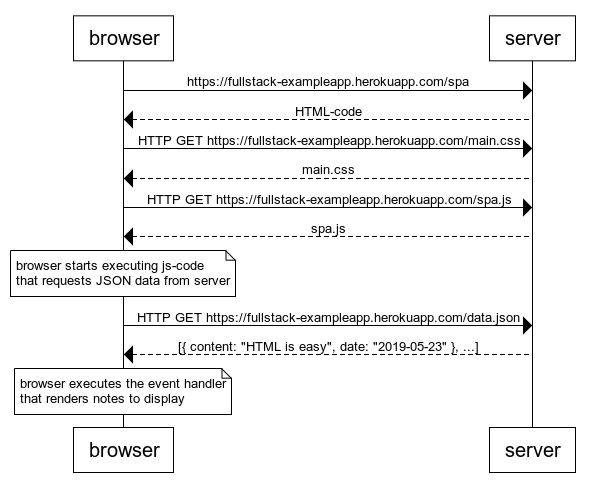 browser
server
https://fullstack-exampleapp.herokuapp.com/spa
HTML-code
HTTP GET https://fullstack-exampleapp.herokuapp.com/main.css
main.css
HTTP GET https://fullstack-exampleapp.herokuapp.com/spa.js
spa.js
browser starts executing js-code
that requests JSON data from server
HTTP GET https://fullstack-exampleapp.herokuapp.com/data.json
[{ content: "HTML is easy", date: "2019-05-23" }, ...]
browser executes the event handler
that renders notes to display
browser
server